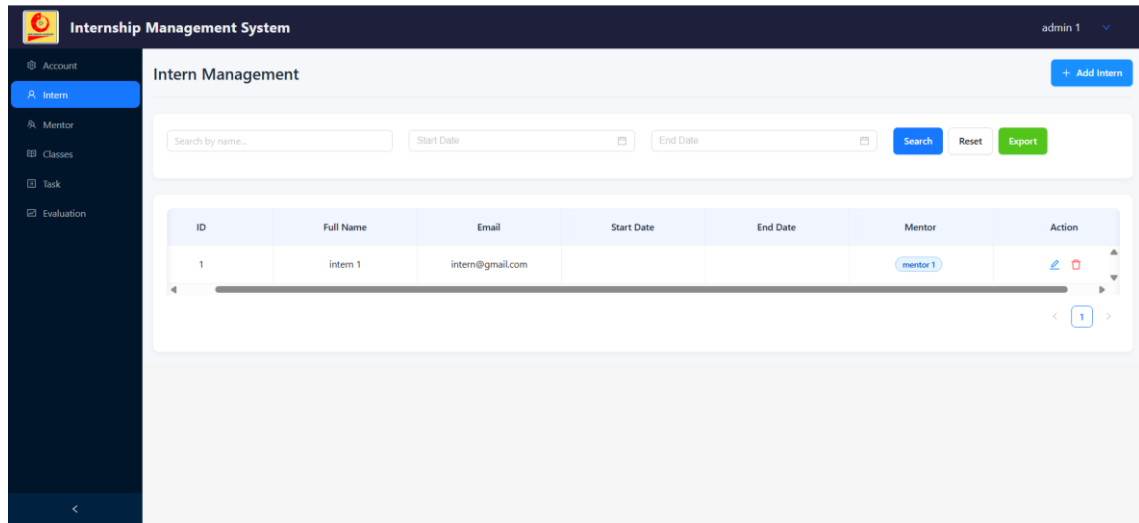 Internship Management System
admin 1
Account
Intern
Mentor
Classes
Task
Evaluation
Intern Management
+ Add Intern
Search by name...
Start Date
End Date
Search
Reset
Export
ID Full Name Email Start Date End Date Mentor Action
1 intern 1 intern@gmail.com mentor 1
< 1 >
<